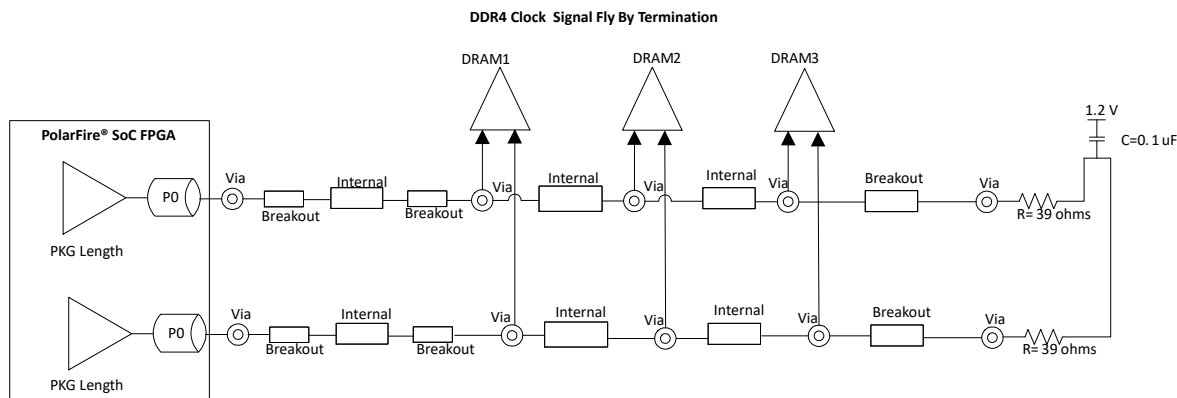 DDR4 Clock Signal Fly By Termination
DRAM1
DRAM2
DRAM3
1.2 V
C=0.1 uF
PolarFire® SoC FPGA
P0
PKG Length
Via
Breakout
Internal
Breakout
Via
Internal
Via
Internal
Via
Breakout
Via
R= 39 ohms
P0
PKG Length
Via
Breakout
Internal
Breakout
Via
Internal
Via
Internal
Via
Breakout
Via
R= 39 ohms